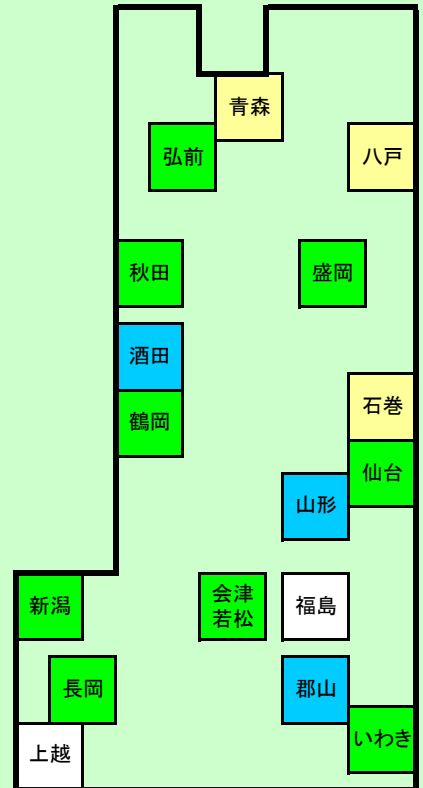 青森
弘前
八戸
秋田
盛岡
酒田
石巻
鶴岡
仙台
山形
新潟
会津
若松
福島
長岡
郡山
いわき
上越